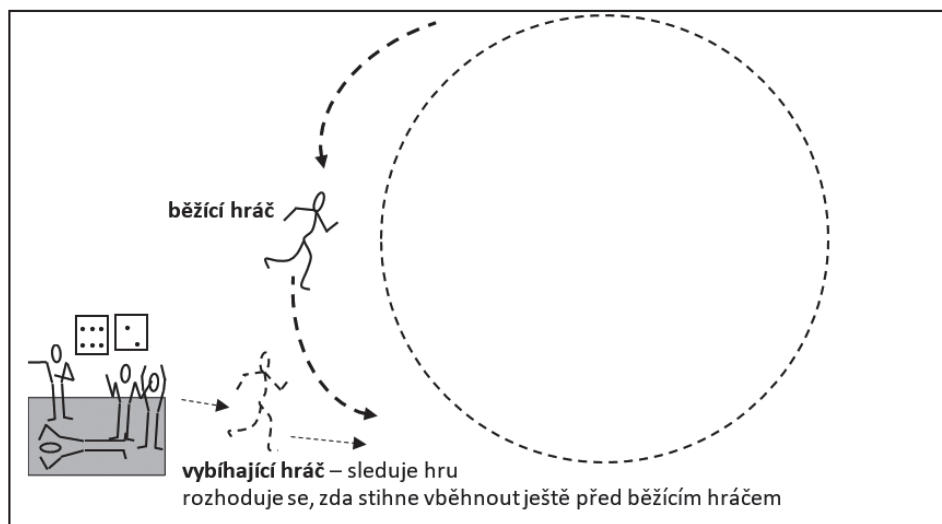 běžící hráč
vybíhající hráč – sleduje hru
rozhoduje se, zda stihne vběhnout ještě před běžícím hráčem